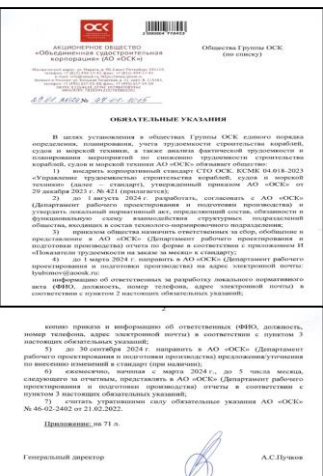 АКЦИОНЕРНОЕ ОБЩЕСТВО
«Объединенная судостроительная
корпорация» (АО «ОСК»)
Общества Группы ОСК
(по списку)
ОБЯЗАТЕЛЬНЫЕ УКАЗАНИЯ
В целях установления в обществах Группы ОСК единого порядка
определения, планирования, учета трудоемкости строительства кораблей,
судов и морской техники, а также анализа фактической трудоемкости и
планирования мероприятий по снижению трудоемкости строительства
кораблей, судов и морской техники АО «ОСК» обязывает общества:
1) внедрить корпоративный стандарт СТО ОСК. КСМК 04.018-2023
«Управление трудоемкостью строительства кораблей, судов и морской
техники» (далее – стандарт), утвержденный приказом АО «ОСК» от
29 декабря 2023 г. № 421 (прилагается);
2) до 1 августа 2024 г. разработать, согласовать с АО «ОСК»
(Департамент рабочего проектирования и подготовки производства) и
утвердить локальный нормативный акт, определяющий состав, обязанности и
функциональную схему взаимодействия структурных подразделений
общества, входящих в состав технолого-нормировочного подразделения;
3) приказом общества назначить ответственных за сбор, обобщение и
представление в АО «ОСК» (Департамент рабочего проектирования и
подготовки производства) отчета по форме в соответствии с приложением И
«Показатели трудоемкости на заказе за месяц» к стандарту;
4) до 1 марта 2024 г. направить в АО «ОСК» (Департамент рабочего
проектирования и подготовки производства) на адрес электронной почты:
информацию об ответственных за разработку локального нормативного
акта (ФИО, должность, номер телефона, адрес электронной почты) в
соответствии с пунктом 2 настоящих обязательных указаний;
2
копию приказа и информацию об ответственных (ФИО, должность,
номер телефона, адрес электронной почты) в соответствии с пунктом 3
настоящих обязательных указаний;
5) до 30 сентября 2024 г. направить в АО «ОСК» (Департамент
рабочего проектирования и подготовки производства) предложения/уточнения
по внесению изменений в стандарт (при наличии);
6) ежемесячно, начиная с марта 2024 г., до 5 числа месяца,
следующего за отчетным, представлять в АО «ОСК» (Департамент рабочего
проектирования и подготовки производства) отчеты в соответствии с
пунктом 3 настоящих обязательных указаний;
7) считать утратившими силу обязательные указания АО «ОСК»
№ 46-02-2402 от 21.02.2022.
Приложение: на 71 л.
Генеральный директор
А.С.Пучков